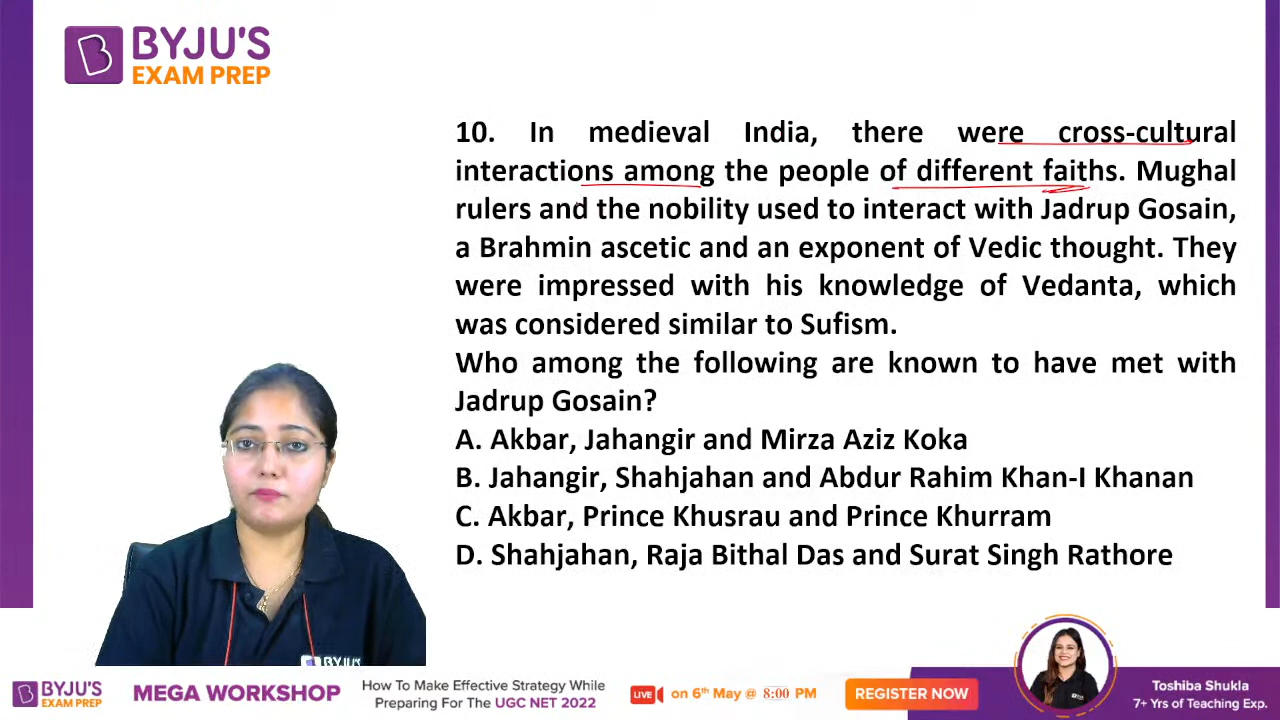 BYJU'S
EXAM PREP
10. In medieval India, there were cross-cultural
interactions among the people of different faiths. Mughal
rulers and the nobility used to interact with Jadrup Gosain,
a Brahmin ascetic and an exponent of Vedic thought. They
were impressed with his knowledge of Vedanta, which
was considered similar to Sufism.
Who among the following are known to have met with
Jadrup Gosain?
A. Akbar, Jahangir and Mirza Aziz Koka
B. Jahangir, Shahjahan and Abdur Rahim Khan-I Khanan
C. Akbar, Prince Khusrau and Prince Khurram
D. Shahjahan, Raja Bithal Das and Surat Singh Rathore
BYJU'S
BYJU'S
EXAM PREP
MEGA WORKSHOP
How To Make Effective Strategy While
Preparing For The UGC NET 2022
LIVE
on 6th May @ 8:00 PM
REGISTER NOW
Toshiba Shukla
7+ Yrs of Teaching Exp.